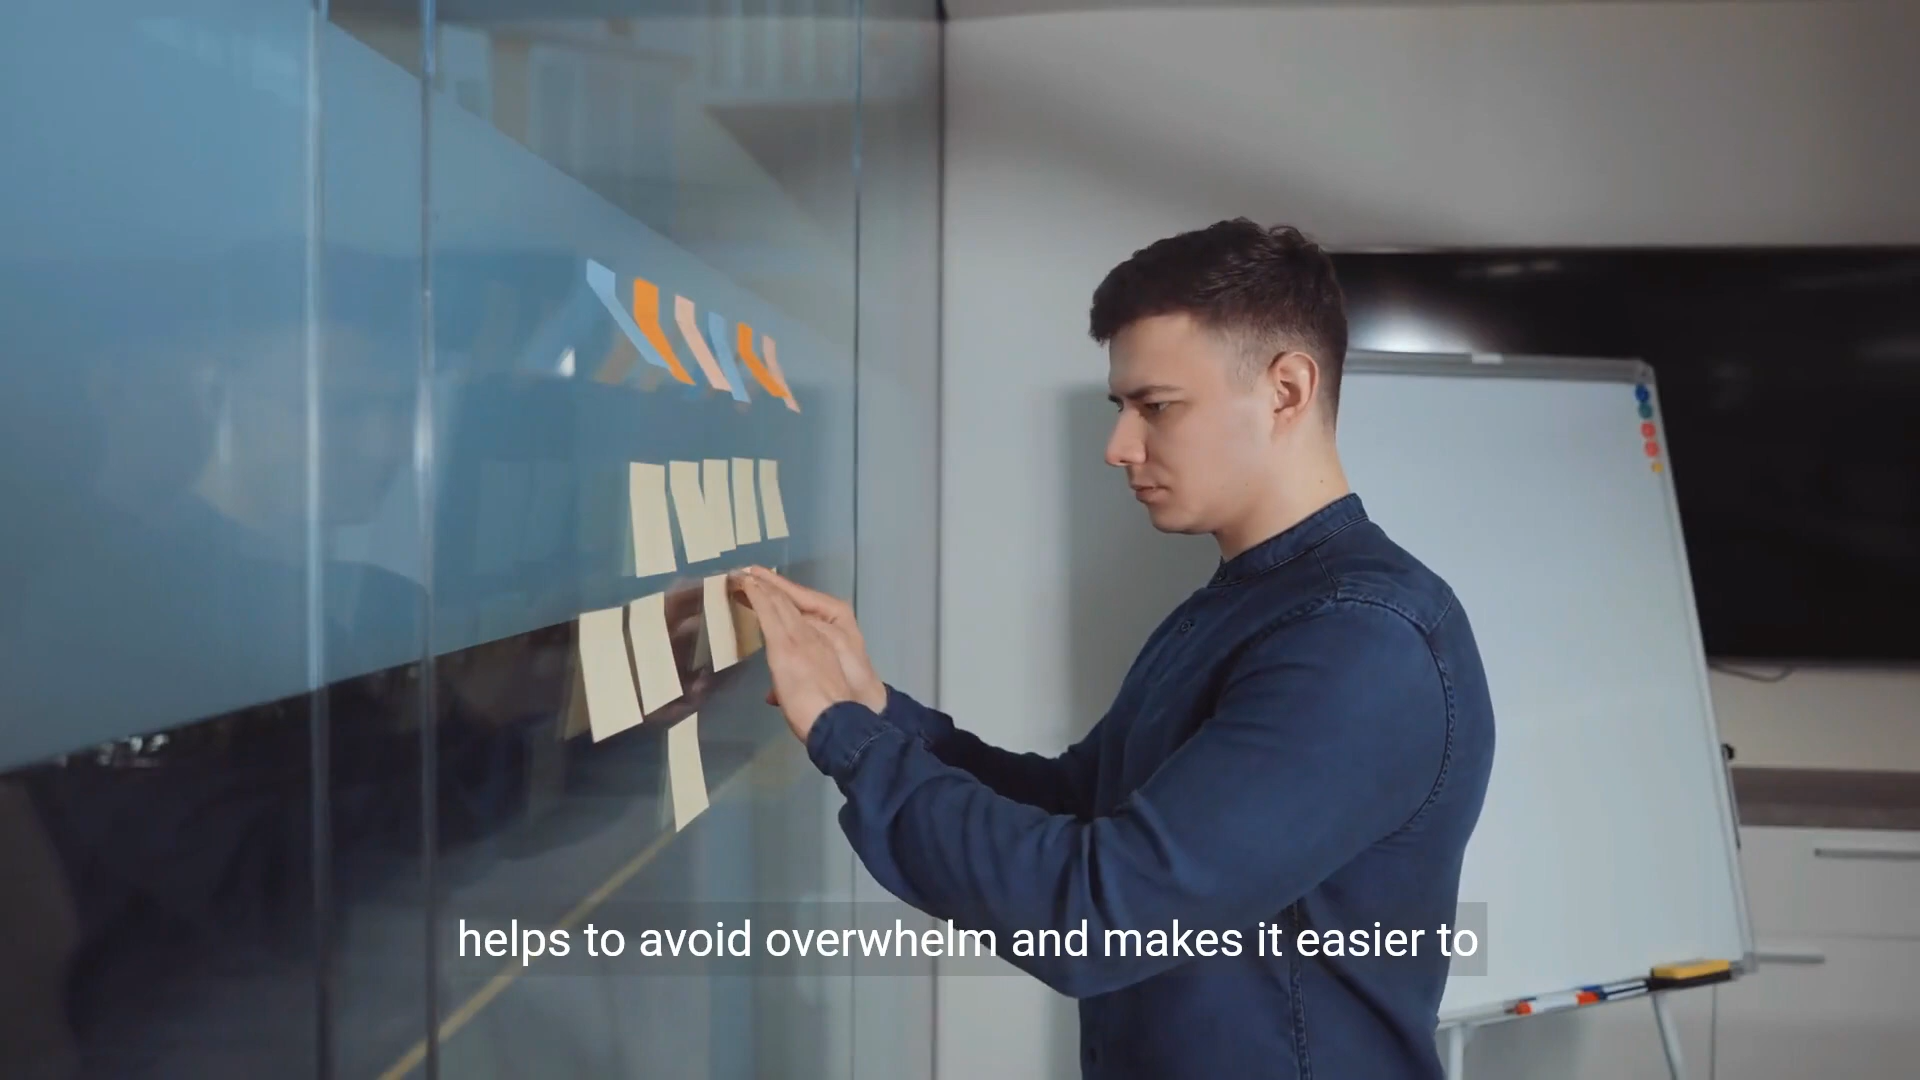 helps to avoid overwhelm and makes it easier to